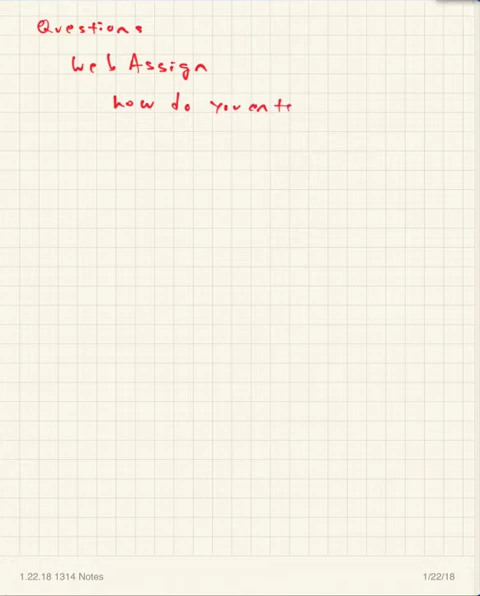 Questions
Web Assign
how do you ente
1.22.18 1314 Notes
1/22/18